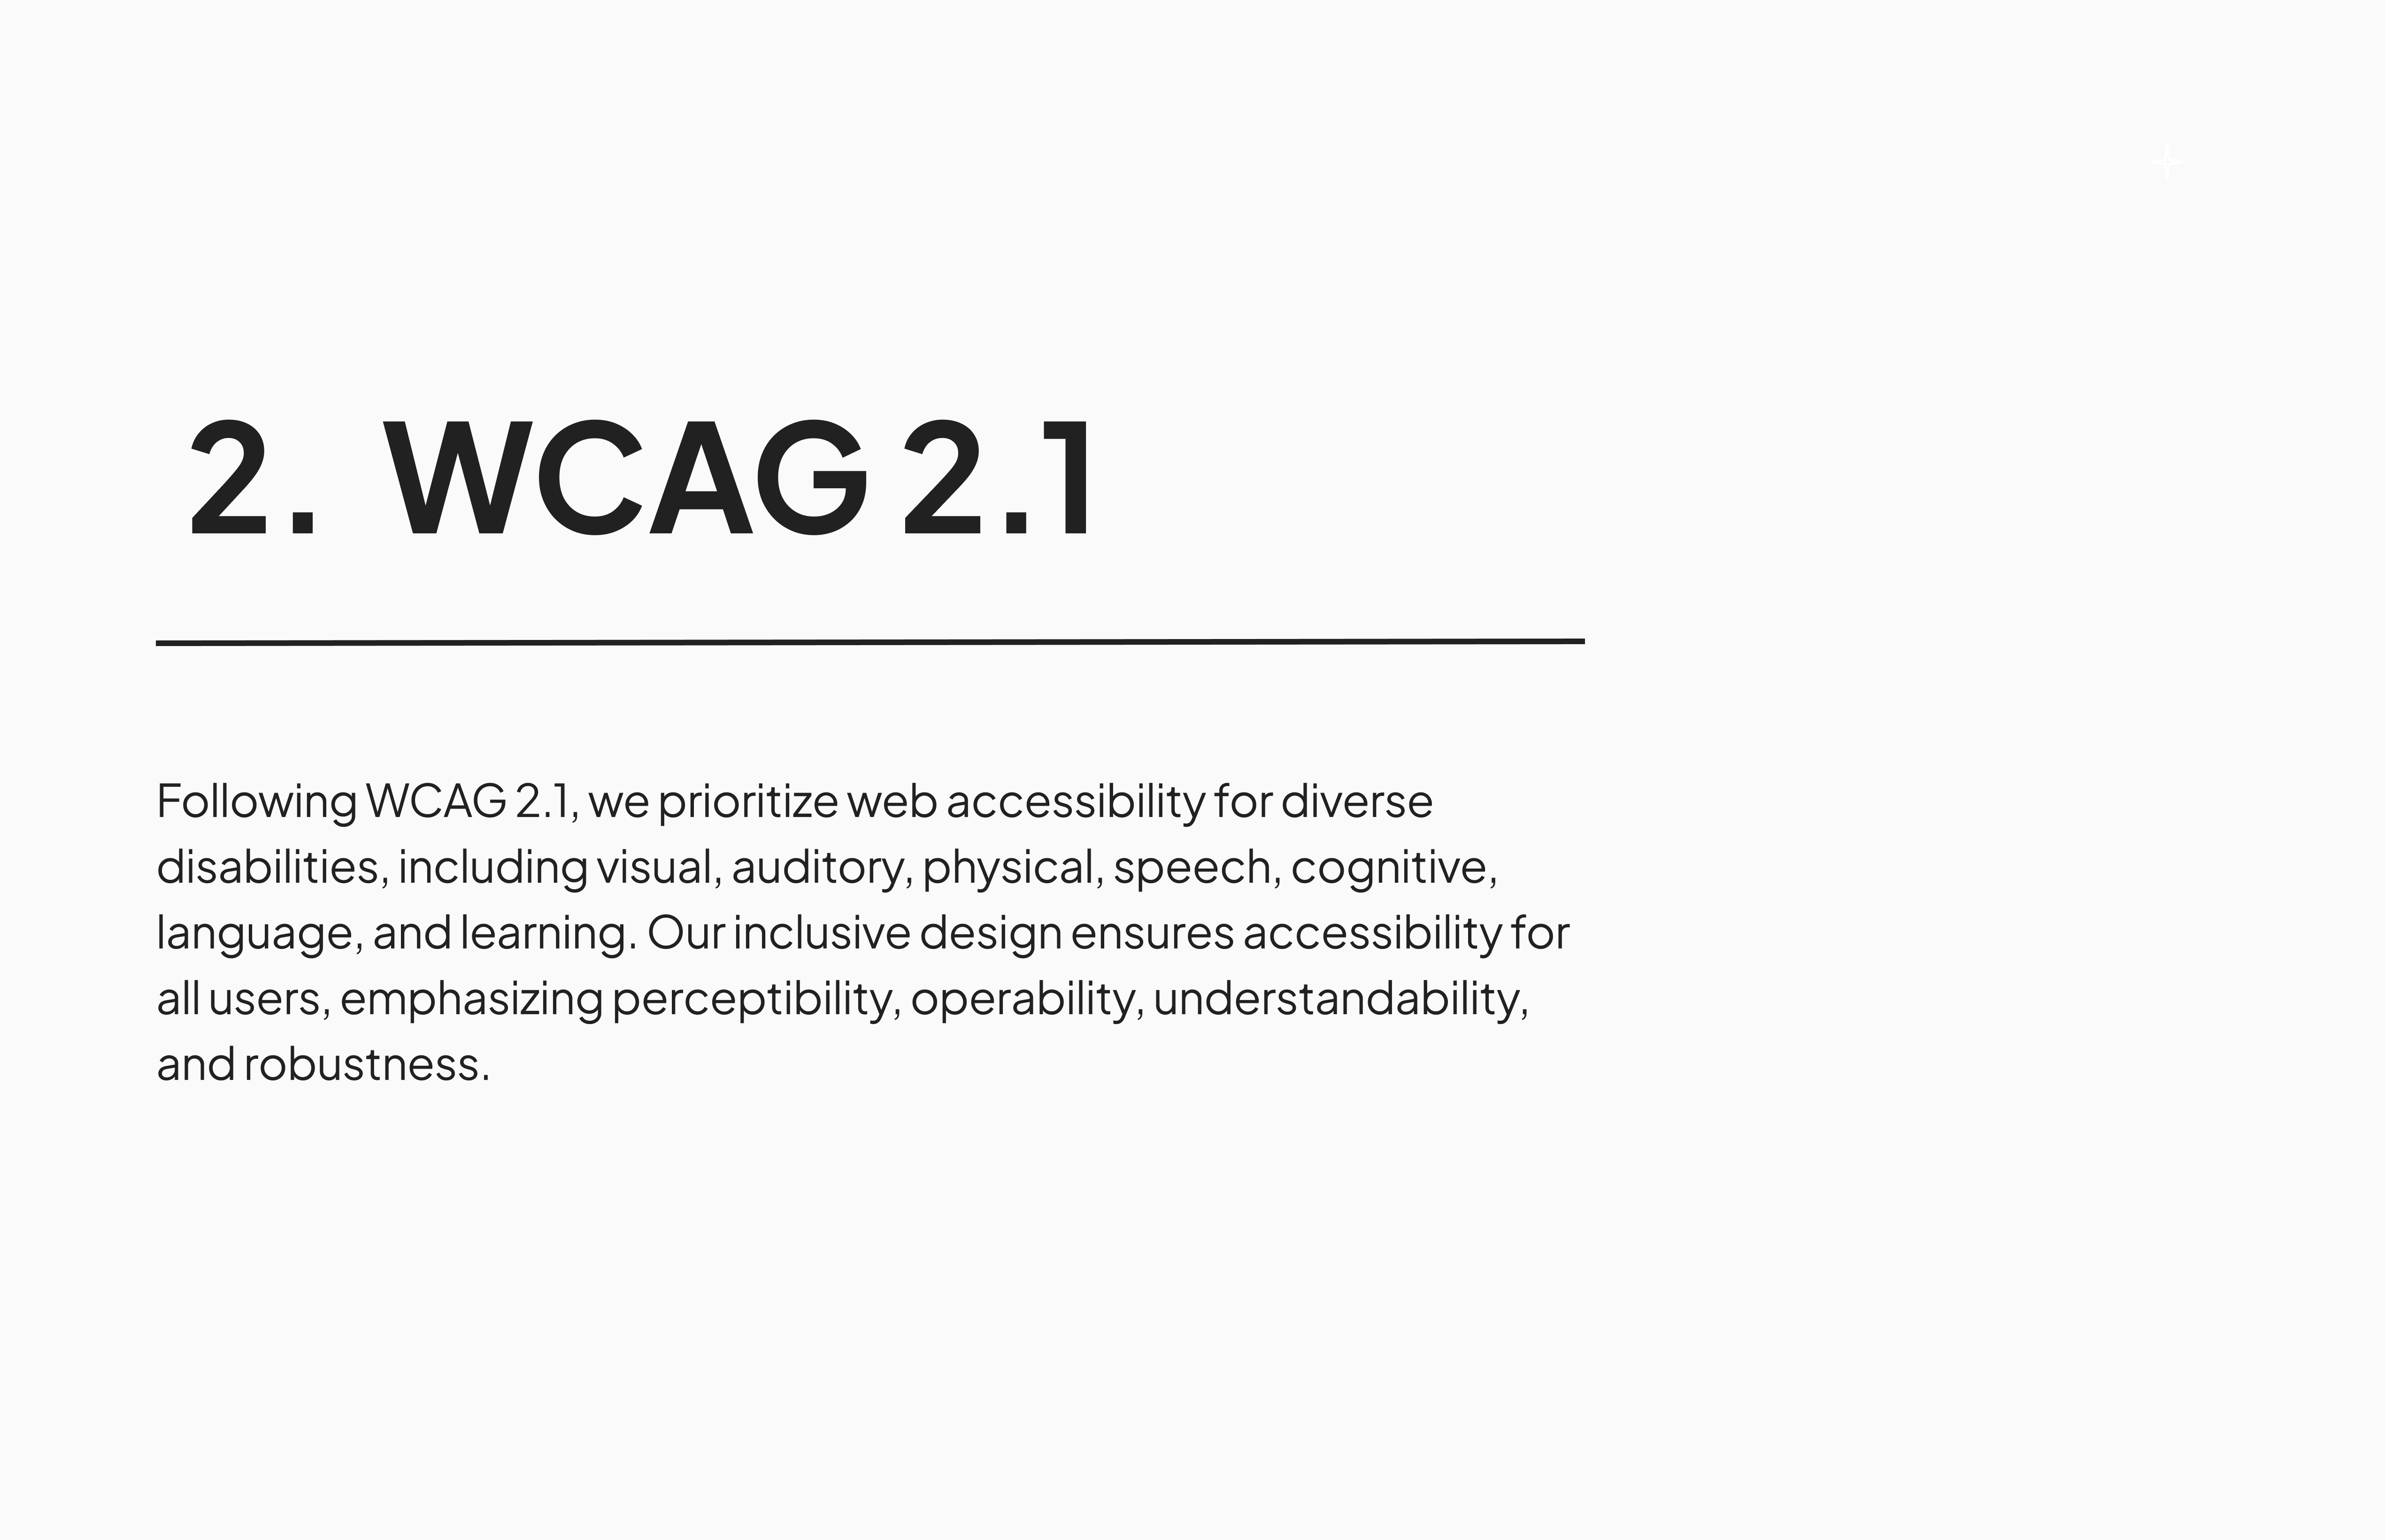 2. WCAG 2.1
Following WCAG 2.1, we prioritize web accessibility for diverse
disabilities, including visual, auditory, physical, speech, cognitive,
language, and learning. Our inclusive design ensures accessibility for
all users, emphasizing perceptibility, operability, understandability,
and robustness.